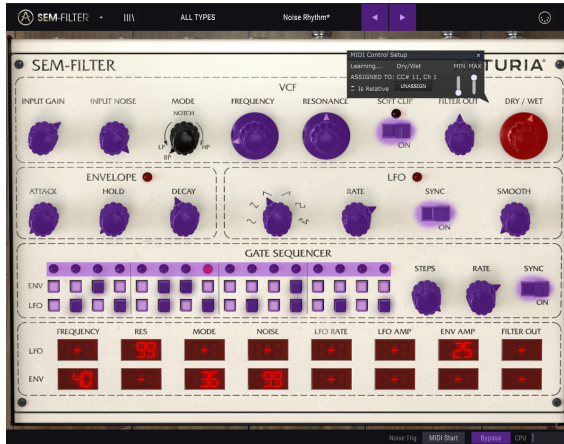 SEM-FILTER
ALL TYPES
Noise Rhythm*
MIDI Control Setup
×
Learning... Dry/Wet MIN MAX
ASSIGNED TO: CC# 11, Ch 1
Is Relative UNASSIGN
SEM-FILTER
TURIA
VCF
INPUT GAIN INPUT NOISE MODE FREQUENCY RESONANCE SOFT CLIP FILTER OUT DRY / WET
NOTCH
LP HP
BP
ON
ENVELOPE LFO
ATTACK HOLD DECAY RATE SYNC SMOOTH
ON
GATE SEQUENCER
STEPS RATE SYNC
ENV
LFO
ON
FREQUENCY RES MODE NOISE LFO RATE LFO AMP ENV AMP FILTER OUT
LFO - 99 - - - - 25 -
ENV 40 - 36 99 - - - -
Noise Trig MIDI Start Bypass CPU